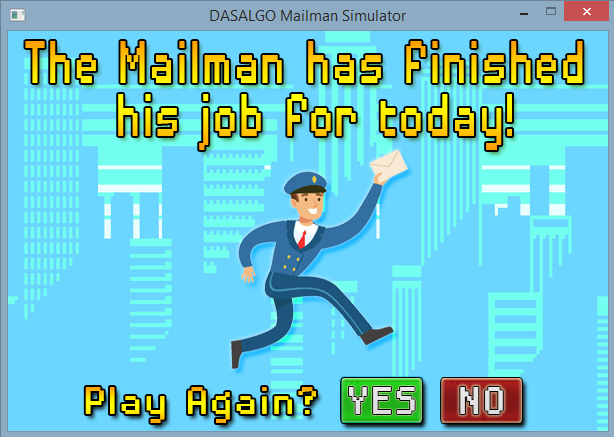 DASALGO Mailman Simulator
The Mailman has finished
his job for today!
Play Again? YES NO